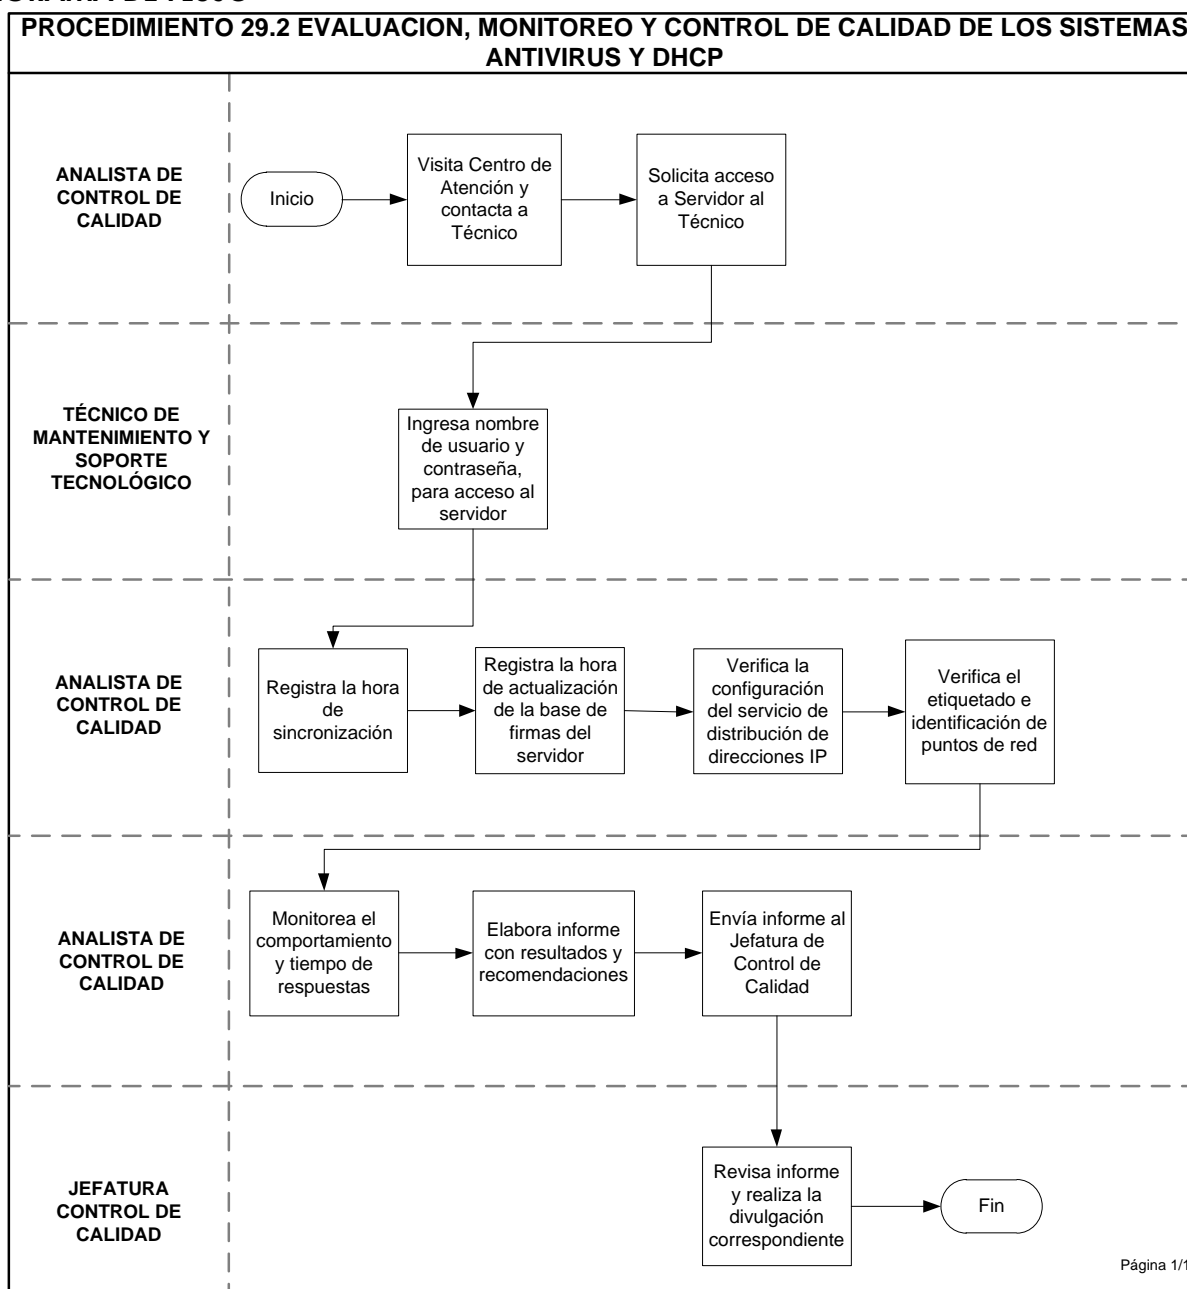 PROCEDIMIENTO 29.2 EVALUACION, MONITOREO Y CONTROL DE CALIDAD DE LOS SISTEMAS
ANTIVIRUS Y DHCP
ANALISTA DE
CONTROL DE
CALIDAD
Inicio
Visita Centro de
Atención y
contacta a
Técnico
Solicita acceso
a Servidor al
Técnico
TÉCNICO DE
MANTENIMIENTO Y
SOPORTE
TECNOLÓGICO
Ingresa nombre
de usuario y
contraseña,
para acceso al
servidor
ANALISTA DE
CONTROL DE
CALIDAD
Registra la hora
de
sincronización
Registra la hora
de actualización
de la base de
firmas del
servidor
Verifica la
configuración
del servicio de
distribución de
direcciones IP
Verifica el
etiquetado e
identificación de
puntos de red
ANALISTA DE
CONTROL DE
CALIDAD
Monitorea el
comportamiento
y tiempo de
respuestas
Elabora informe
con resultados y
recomendaciones
Envía informe al
Jefatura de
Control de
Calidad
JEFATURA
CONTROL DE
CALIDAD
Revisa informe
y realiza la
divulgación
correspondiente
Fin
Página 1/1